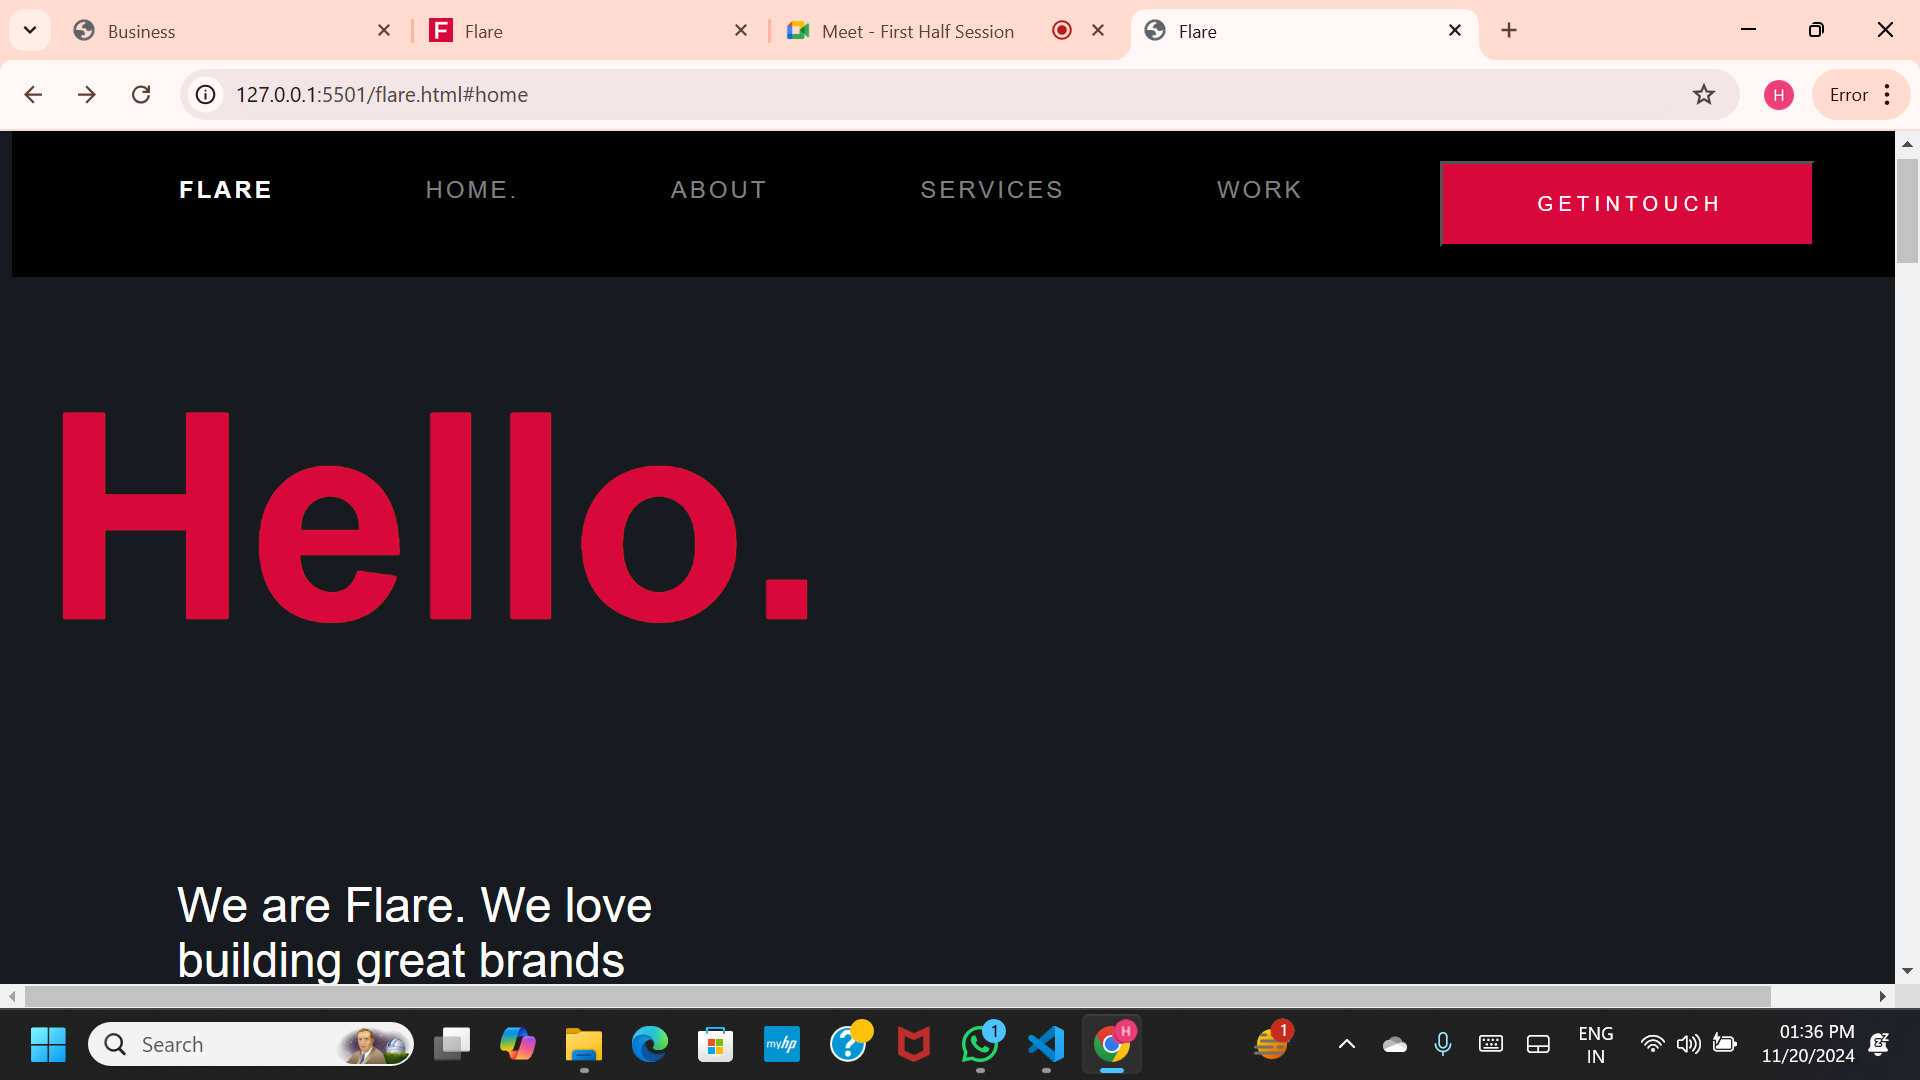 Business
Flare
Meet - First Half Session
Flare
127.0.0.1:5501/flare.html#home
H
Error
FLARE
HOME.
ABOUT
SERVICES
WORK
GETINTOUCH
Hello.
We are Flare. We love
building great brands
Search
myhp
1
H
1
ENG
IN
01:36 PM
11/20/2024